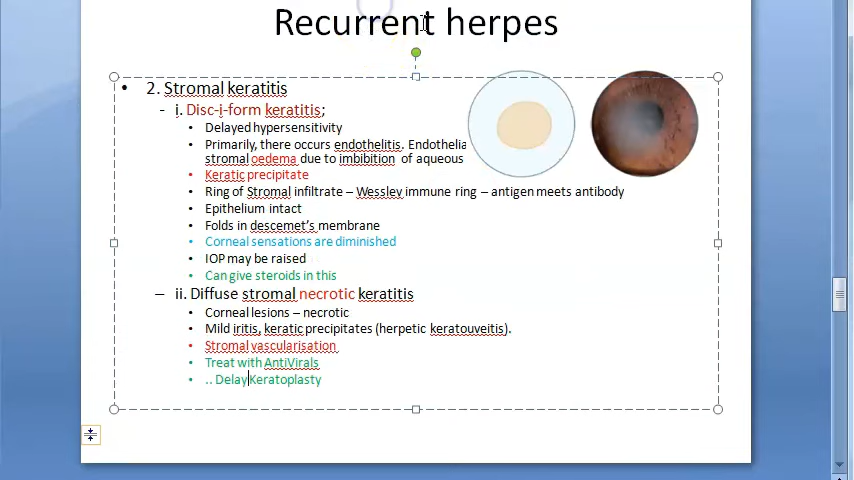 Recurrent herpes
• 2. Stromal keratitis
- i. Disc-i-form keratitis;
• Delayed hypersensitivity
• Primarily, there occurs endothelitis. Endothelia
stromal oedema due to imbibition of aqueous
• Keratic precipitate
• Ring of Stromal infiltrate – Wessley immune ring – antigen meets antibody
• Epithelium intact
• Folds in descemet's membrane
• Corneal sensations are diminished
• IOP may be raised
• Can give steroids in this
– ii. Diffuse stromal necrotic keratitis
• Corneal lesions – necrotic
• Mild iritis, keratic precipitates (herpetic keratouveitis).
• Stromal vascularisation
• Treat with AntiVirals
• .. Delay Keratoplasty